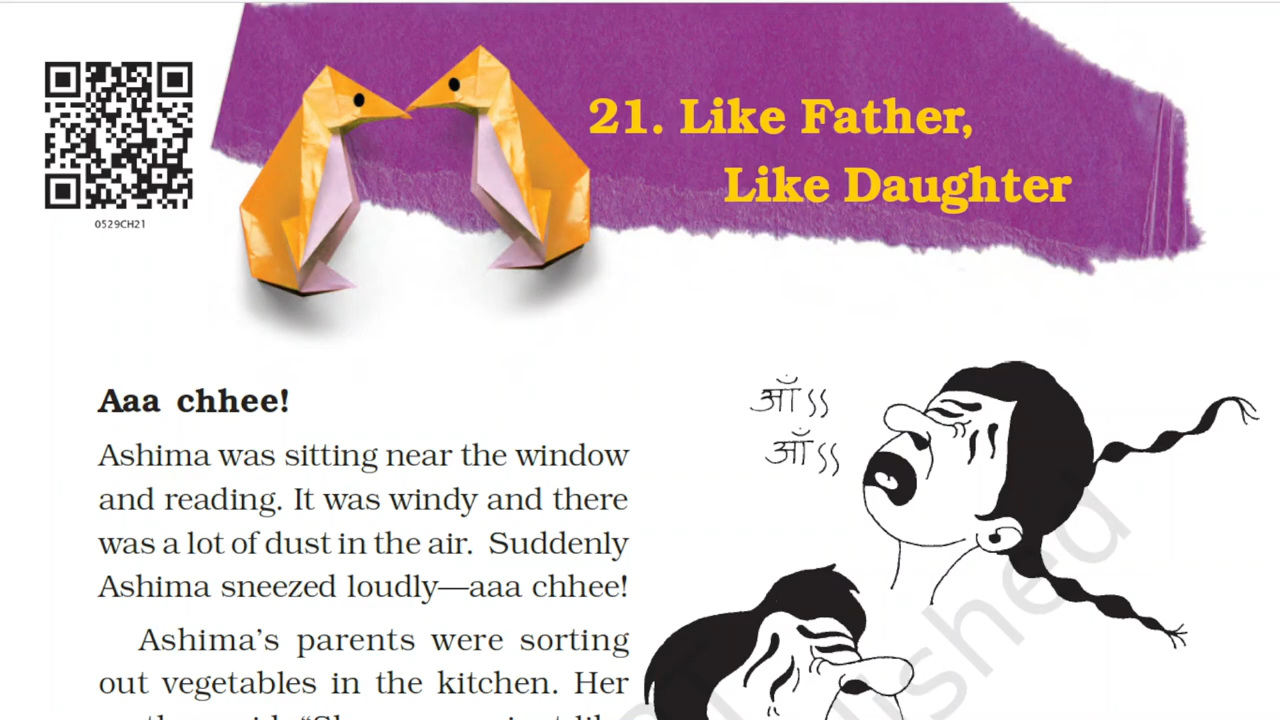 21. Like Father,
Like Daughter
0529CH21
Aaa chhee!
Ashima was sitting near the window
and reading. It was windy and there
was a lot of dust in the air. Suddenly
Ashima sneezed loudly—aaa chhee!
Ashima's parents were sorting
out vegetables in the kitchen. Her
आँSS
आँSS